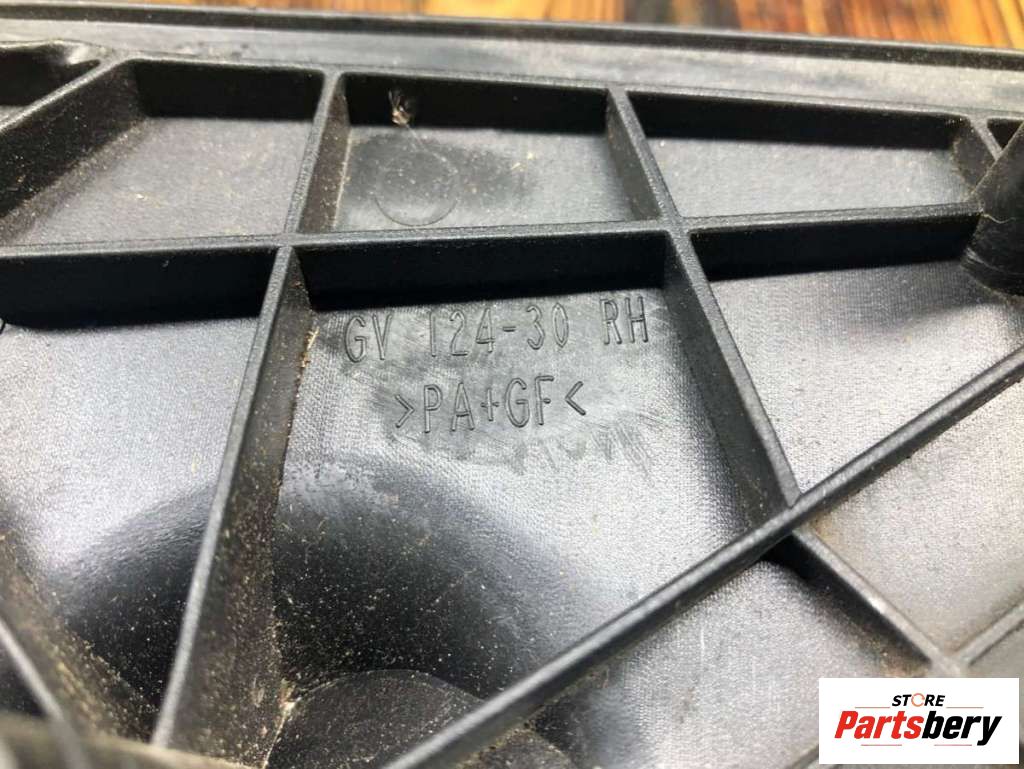 GV 124-30 RH
>PA+GF<
STORE
Partsbery